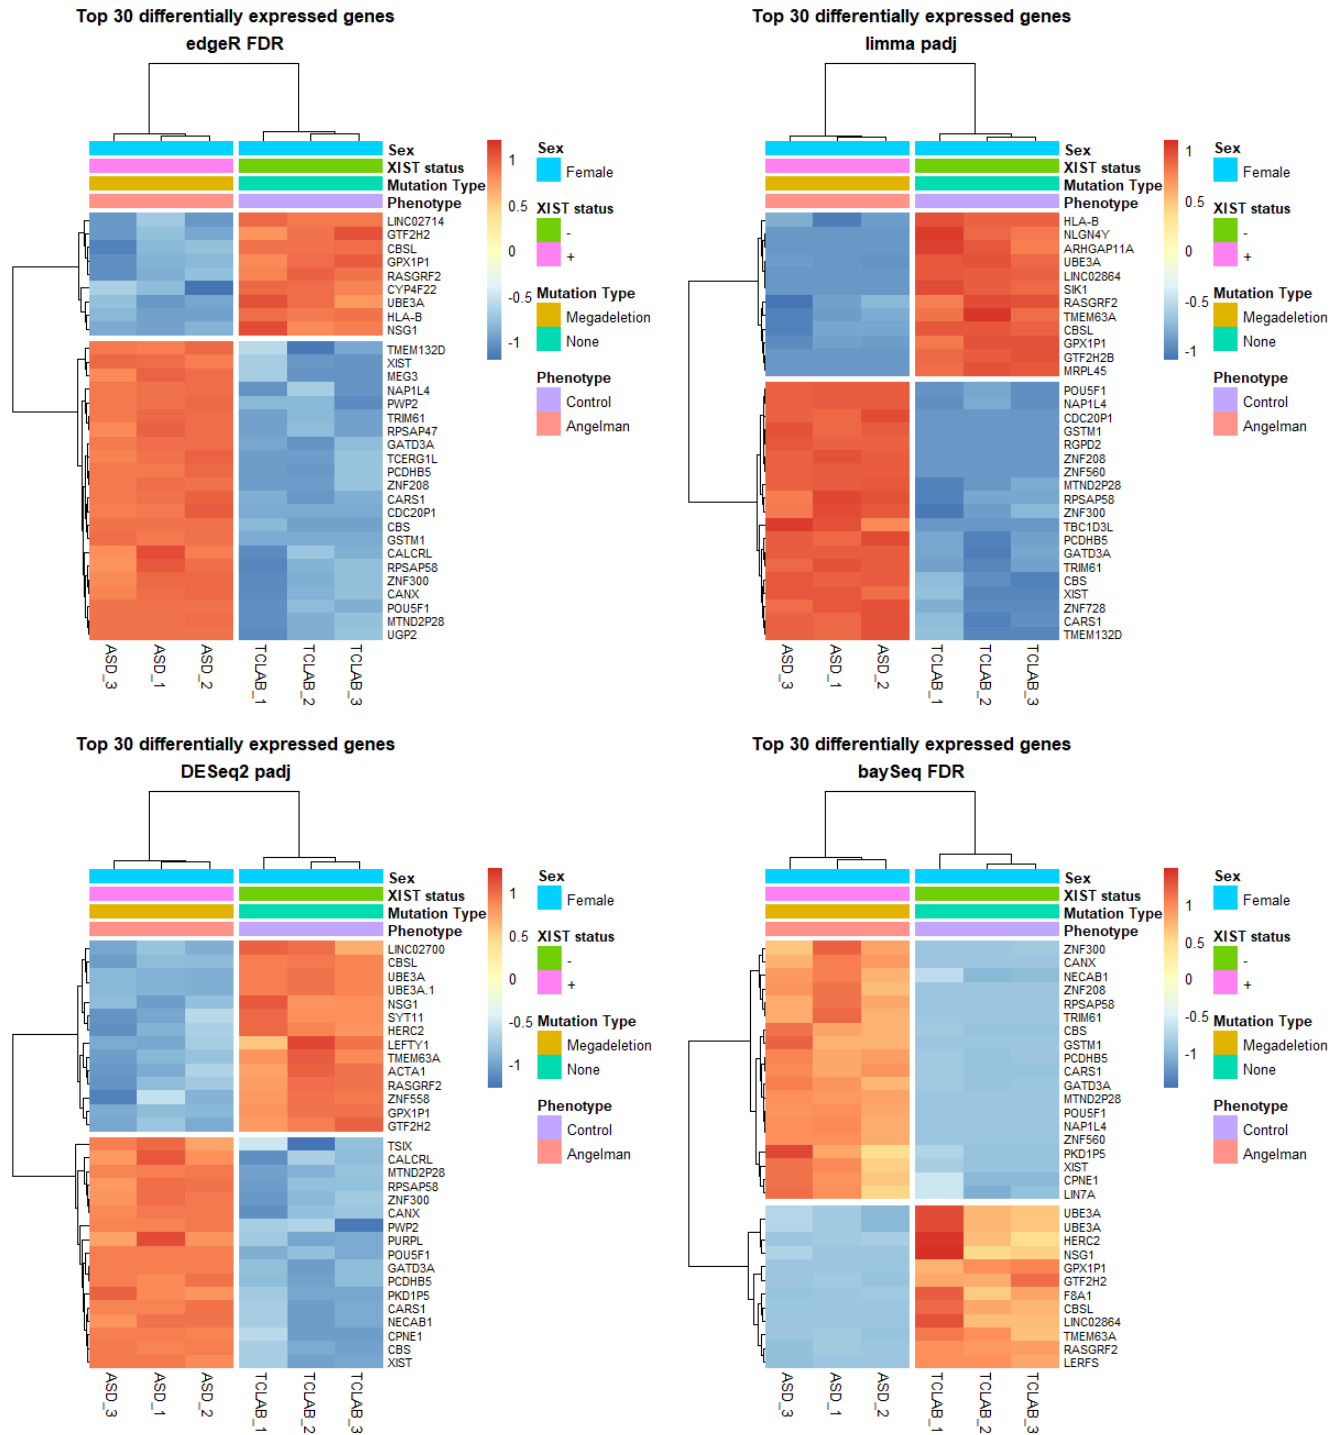 Top 30 differentially expressed genes
edgeR FDR
Sex
XIST status
Mutation Type
Phenotype
LINC02714
GTF2H2
CBSL
GPX1P1
RASGRF2
CYP4F22
UBE3A
HLA-B
NSG1
TMEM132D
XIST
MEG3
NAP1L4
PWP2
TRIM61
RPSAP47
GATD3A
TCERG1L
PCDHB5
ZNF208
CARS1
CDC20P1
CBS
GSTM1
CALCRL
RPSAP58
ZNF300
CANX
POU5F1
MTND2P28
UGP2
ASD_3
ASD_1
ASD_2
TCLAB_1
TCLAB_2
TCLAB_3
1
0.5
0
-0.5
-1
Sex
Female
XIST status
-
+
Mutation Type
Megadeletion
None
Phenotype
Control
Angelman
Top 30 differentially expressed genes
limma padj
Sex
XIST status
Mutation Type
Phenotype
HLA-B
NLGN4Y
ARHGAP11A
UBE3A
LINC02864
SIK1
RASGRF2
TMEM63A
CBSL
GPX1P1
GTF2H2B
MRPL45
POU5F1
NAP1L4
CDC20P1
GSTM1
RGPD2
ZNF208
ZNF560
MTND2P28
RPSAP58
ZNF300
TBC1D3L
PCDHB5
GATD3A
TRIM61
CBS
XIST
ZNF728
CARS1
TMEM132D
ASD_3
ASD_1
ASD_2
TCLAB_1
TCLAB_2
TCLAB_3
1
0.5
0
-0.5
-1
Sex
Female
XIST status
-
+
Mutation Type
Megadeletion
None
Phenotype
Control
Angelman
Top 30 differentially expressed genes
DESeq2 padj
Sex
XIST status
Mutation Type
Phenotype
LINC02700
CBSL
UBE3A
UBE3A.1
NSG1
SYT11
HERC2
LEFTY1
TMEM63A
ACTA1
RASGRF2
ZNF558
GPX1P1
GTF2H2
TSIX
CALCRL
MTND2P28
RPSAP58
ZNF300
CANX
PWP2
PURPL
POU5F1
GATD3A
PCDHB5
PKD1P5
CARS1
NECAB1
CPNE1
CBS
XIST
ASD_3
ASD_1
ASD_2
TCLAB_1
TCLAB_2
TCLAB_3
1
0.5
0
-0.5
-1
Sex
Female
XIST status
-
+
Mutation Type
Megadeletion
None
Phenotype
Control
Angelman
Top 30 differentially expressed genes
baySeq FDR
Sex
XIST status
Mutation Type
Phenotype
ZNF300
CANX
NECAB1
ZNF208
RPSAP58
TRIM61
CBS
GSTM1
PCDHB5
CARS1
GATD3A
MTND2P28
POU5F1
NAP1L4
ZNF560
PKD1P5
XIST
CPNE1
LIN7A
UBE3A
UBE3A
HERC2
NSG1
GPX1P1
GTF2H2
F8A1
CBSL
LINC02864
TMEM63A
RASGRF2
LERFS
ASD_3
ASD_1
ASD_2
TCLAB_1
TCLAB_2
TCLAB_3
1
0.5
0
-0.5
-1
Sex
Female
XIST status
-
+
Mutation Type
Megadeletion
None
Phenotype
Control
Angelman